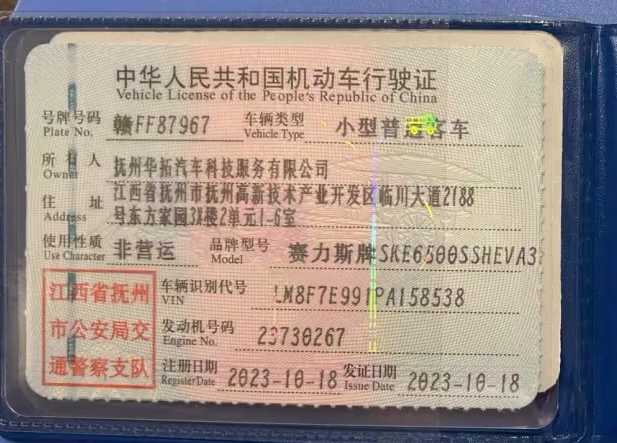 中华人民共和国机动车行驶证
Vehicle License of the People's Republic of China
号牌号码 赣FF87967 车辆类型 小型普通客车
Plate No. Vehicle Type
所有人 抚州华拓汽车科技服务有限公司
Owner
住址 江西省抚州市抚州高新技术产业开发区临川大道2188
Address 号东方家园3X楼2单元1-6室
使用性质 非营运 品牌型号 赛力斯牌SKE6500SSHEVA3
Use Character Model
江西省抚州
市公安局交
通警察支队
车辆识别代号 LM8F7E991PA158538
VIN
发动机号码 23730267
Engine No.
注册日期 2023-10-18 发证日期 2023-10-18
Register Date Issue Date